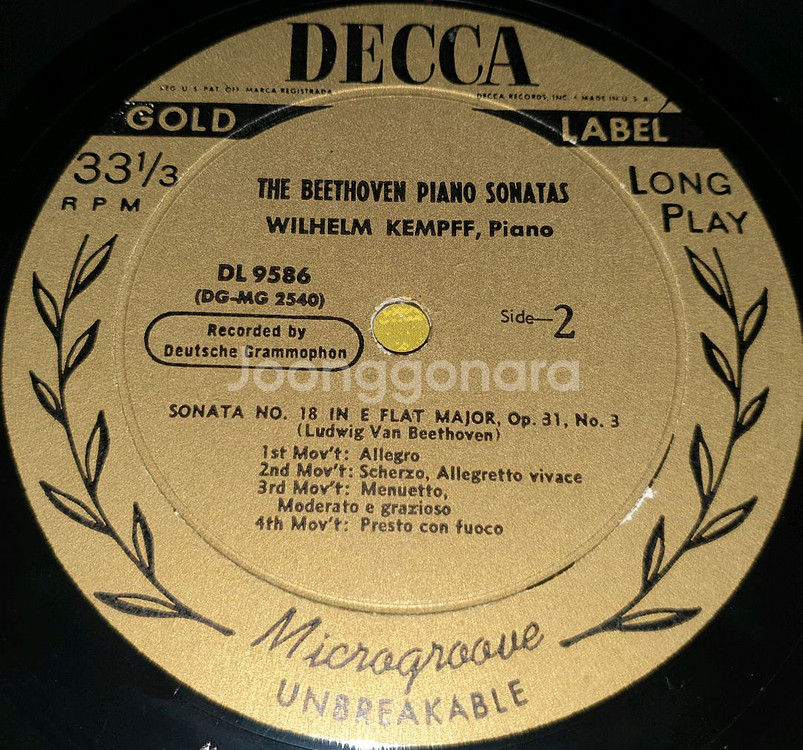 DECCA
REG. U.S. PAT. OFF. MARCA REGISTRADA
DECCA RECORDS, INC. • MADE IN U.S.A.
GOLD LABEL
33 1/3
RPM
LONG
PLAY
THE BEETHOVEN PIANO SONATAS
WILHELM KEMPFF, Piano
DL 9586
(DG-MG 2540)
Side—2
Recorded by
Deutsche Grammophon
Joonggonara
SONATA NO. 18 IN E FLAT MAJOR, Op. 31, No. 3
(Ludwig Van Beethoven)
1st Mov't: Allegro
2nd Mov't: Scherzo, Allegretto vivace
3rd Mov't: Menuetto,
Moderato e grazioso
4th Mov't: Presto con fuoco
Microgroove
UNBREAKABLE